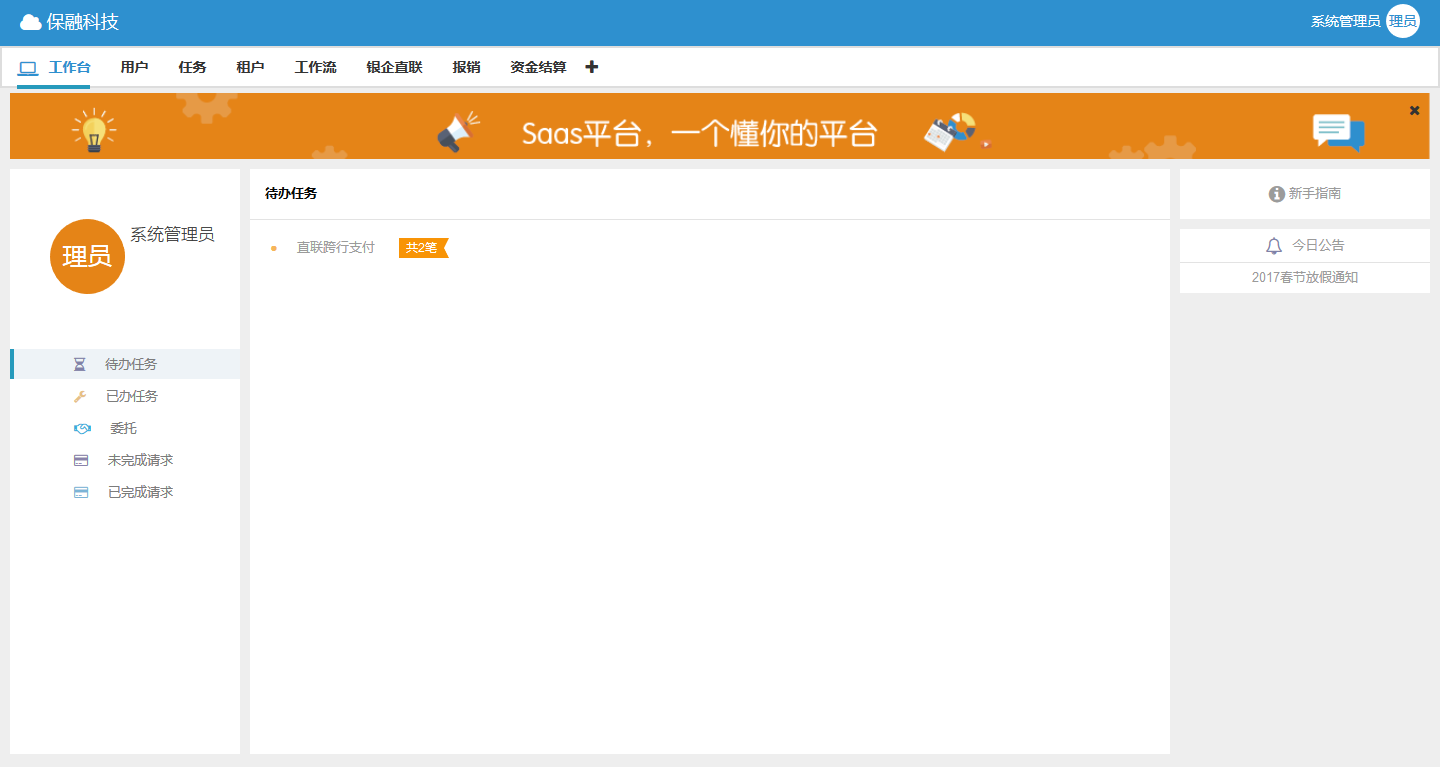 保融科技
系统管理员 理员
工作台 用户 任务 租户 工作流 银企直联 报销 资金结算
Saas平台，一个懂你的平台
理员 系统管理员
待办任务
已办任务
委托
未完成请求
已完成请求
待办任务
直联跨行支付 共2笔
新手指南
今日公告
2017春节放假通知